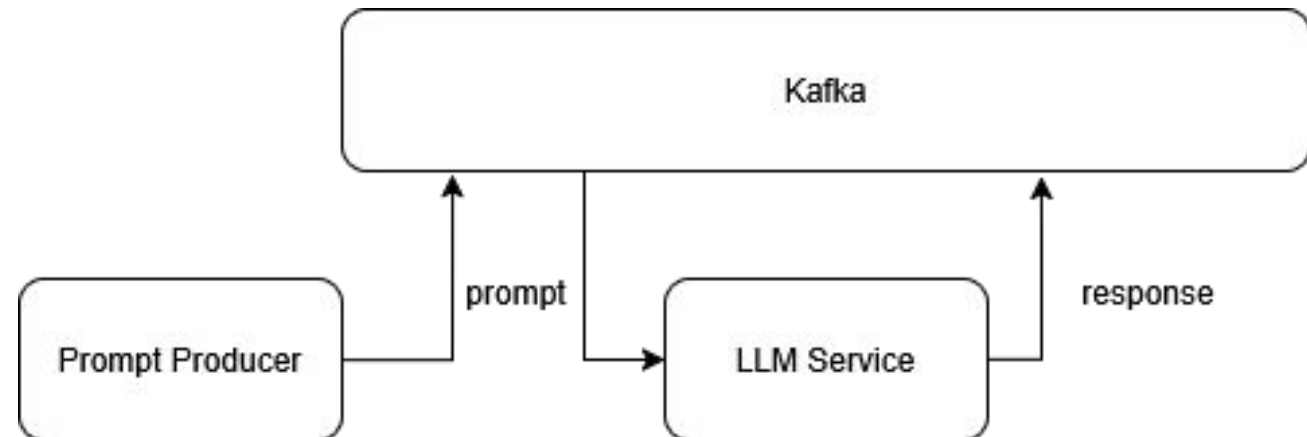 Kafka
prompt
response
Prompt Producer
LLM Service